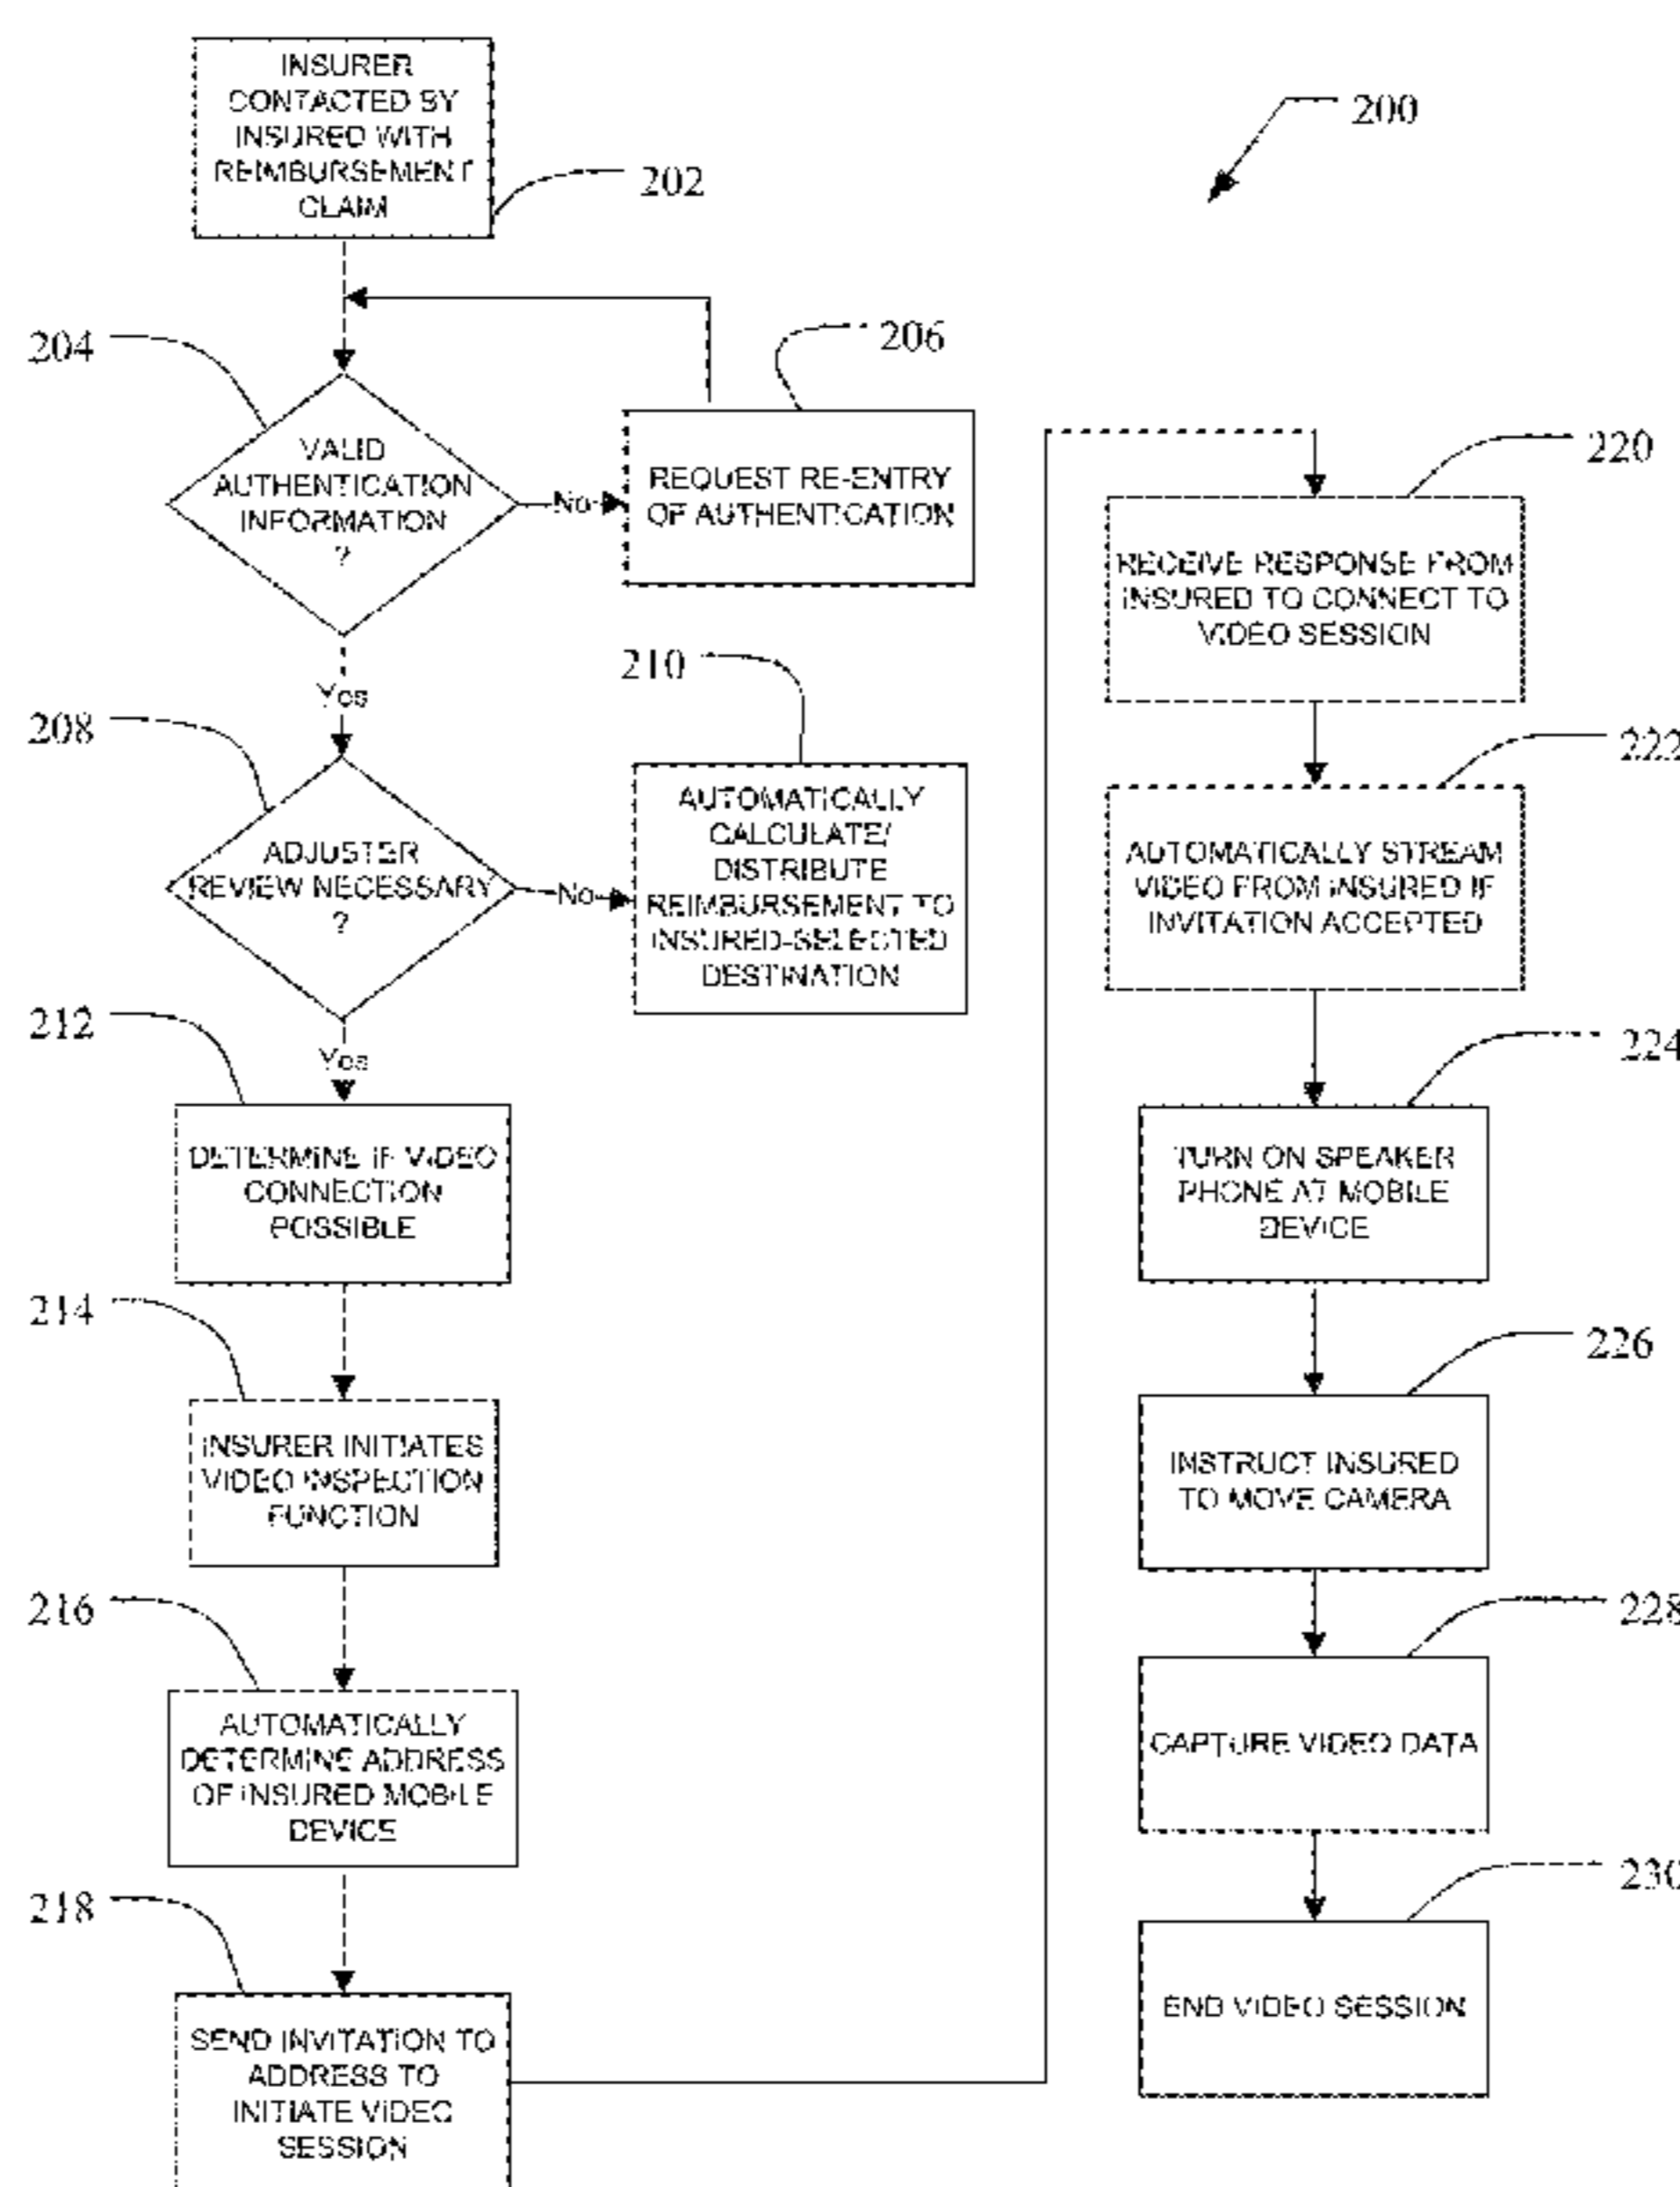 INSURER
CONTACTED BY
INSURED WITH
REIMBURSEMENT
CLAIM
202
200
204
VALID
AUTHENTICATION
INFORMATION
?
No
206
REQUEST RE-ENTRY
OF AUTHENTICATION
Yes
208
ADJUSTER
REVIEW NECESSARY
?
No
210
AUTOMATICALLY
CALCULATE/
DISTRIBUTE
REIMBURSEMENT TO
INSURED-SELECTED
DESTINATION
Yes
212
DETERMINE IF VIDEO
CONNECTION
POSSIBLE
214
INSURER INITIATES
VIDEO INSPECTION
FUNCTION
216
AUTOMATICALLY
DETERMINE ADDRESS
OF INSURED MOBILE
DEVICE
218
SEND INVITATION TO
ADDRESS TO
INITIATE VIDEO
SESSION
220
RECEIVE RESPONSE FROM
INSURED TO CONNECT TO
VIDEO SESSION
222
AUTOMATICALLY STREAM
VIDEO FROM INSURED IF
INVITATION ACCEPTED
224
TURN ON SPEAKER
PHONE AT MOBILE
DEVICE
226
INSTRUCT INSURED
TO MOVE CAMERA
228
CAPTURE VIDEO DATA
230
END VIDEO SESSION